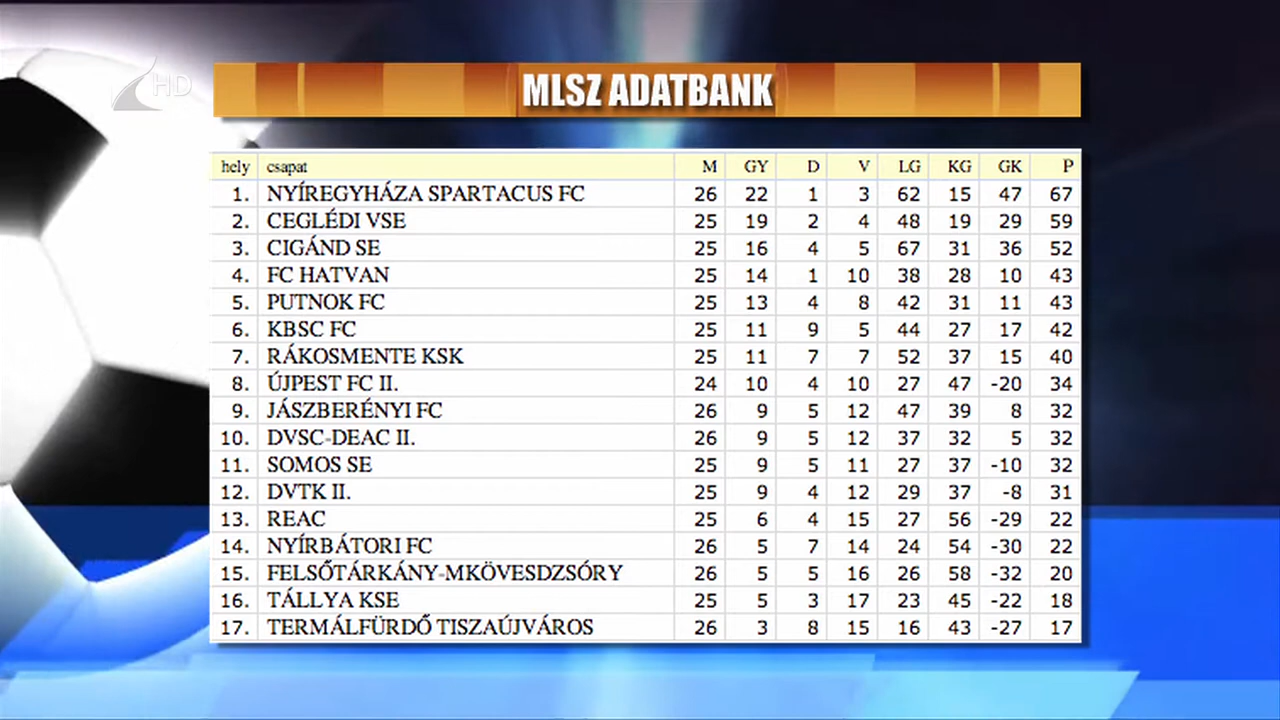 HD
MLSZ ADATBANK
hely csapat M GY D V LG KG GK P
1. NYÍREGYHÁZA SPARTACUS FC 26 22 1 3 62 15 47 67
2. CEGLÉDI VSE 25 19 2 4 48 19 29 59
3. CIGÁND SE 25 16 4 5 67 31 36 52
4. FC HATVAN 25 14 1 10 38 28 10 43
5. PUTNOK FC 25 13 4 8 42 31 11 43
6. KBSC FC 25 11 9 5 44 27 17 42
7. RÁKOSMENTE KSK 25 11 7 7 52 37 15 40
8. ÚJPEST FC II. 24 10 4 10 27 47 -20 34
9. JÁSZBERÉNYI FC 26 9 5 12 47 39 8 32
10. DVSC-DEAC II. 26 9 5 12 37 32 5 32
11. SOMOS SE 25 9 5 11 27 37 -10 32
12. DVTK II. 25 9 4 12 29 37 -8 31
13. REAC 25 6 4 15 27 56 -29 22
14. NYÍRBÁTORI FC 26 5 7 14 24 54 -30 22
15. FELSŐTÁRKÁNY-MKÖVESDZSÓRY 26 5 5 16 26 58 -32 20
16. TÁLLYA KSE 25 5 3 17 23 45 -22 18
17. TERMÁLFÜRDŐ TISZAÚJVÁROS 26 3 8 15 16 43 -27 17